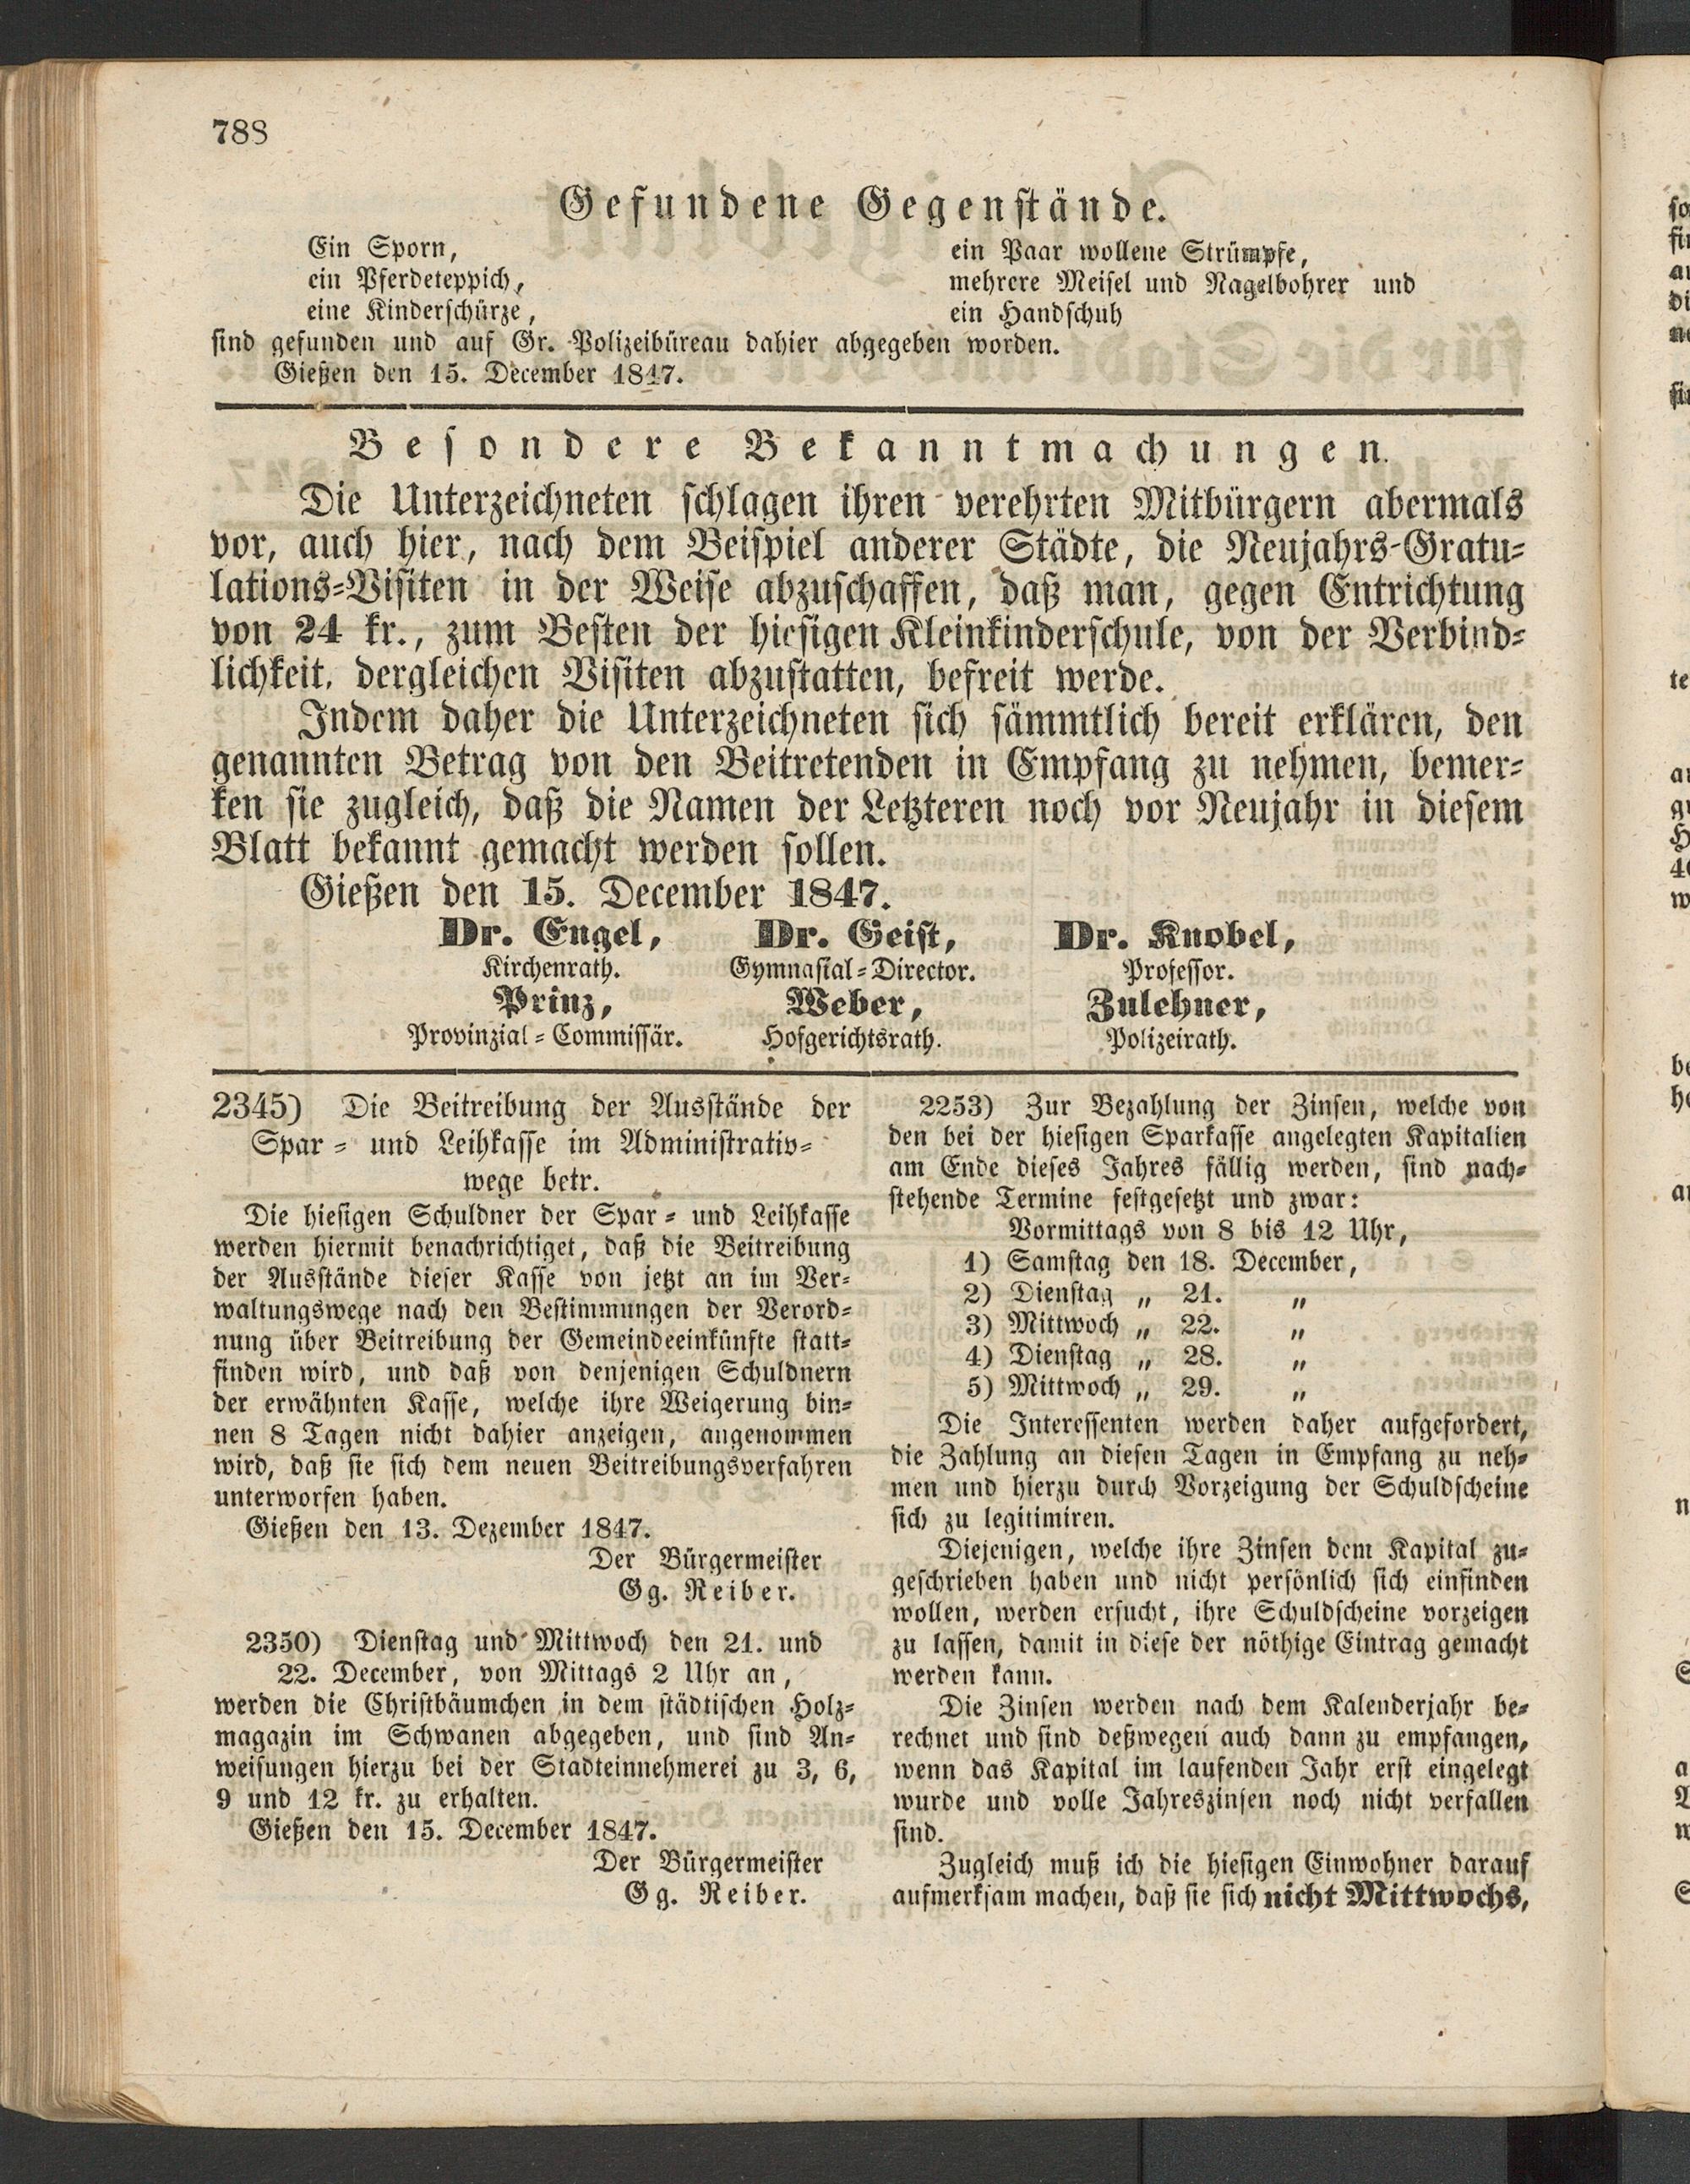 788
Gefundene Gegenstände.
Ein Sporn,
ein Pferdeteppich,
eine Kinderschürze,
ein Paar wollene Strümpfe,
mehrere Meisel und Nagelbohrer und
ein Handschuh
sind gefunden und auf Gr. Polizeibüreau dahier abgegeben worden.
Gießen den 15. December 1847.
Besondere Bekanntmachungen.
Die Unterzeichneten schlagen ihren verehrten Mitbürgern abermals
vor, auch hier, nach dem Beispiel anderer Städte, die Neujahrs-Gratu-
lations-Visiten in der Weise abzuschaffen, daß man, gegen Entrichtung
von 24 kr., zum Besten der hiesigen Kleinkinderschule, von der Verbind-
lichkeit, dergleichen Visiten abzustatten, befreit werde.
Indem daher die Unterzeichneten sich sämmtlich bereit erklären, den
genannten Betrag von den Beitretenden in Empfang zu nehmen, bemer-
ken sie zugleich, daß die Namen der Letzteren noch vor Neujahr in diesem
Blatt bekannt gemacht werden sollen.
Gießen den 15. December 1847.
Dr. Engel, Dr. Geist, Dr. Knobel,
Kirchenrath. Gymnasial-Director. Professor.
Prinz, Weber, Zulehner,
Provinzial-Commissär. Hofgerichtsrath. Polizeirath.
2345) Die Beitreibung der Ausstände der
Spar- und Leihkasse im Administrativ-
wege betr.
Die hiesigen Schuldner der Spar- und Leihkasse
werden hiermit benachrichtiget, daß die Beitreibung
der Ausstände dieser Kasse von jetzt an im Ver-
waltungswege nach den Bestimmungen der Verord-
nung über Beitreibung der Gemeindeeinkünfte statt-
finden wird, und daß von denjenigen Schuldnern
der erwähnten Kasse, welche ihre Weigerung bin-
nen 8 Tagen nicht dahier anzeigen, angenommen
wird, daß sie sich dem neuen Beitreibungsverfahren
unterworfen haben.
Gießen den 13. Dezember 1847.
Der Bürgermeister
Gg. Reiber.
2350) Dienstag und Mittwoch den 21. und
22. December, von Mittags 2 Uhr an,
werden die Christbäumchen in dem städtischen Holz-
magazin im Schwanen abgegeben, und sind An-
weisungen hierzu bei der Stadteinnehmerei zu 3, 6,
9 und 12 kr. zu erhalten.
Gießen den 15. December 1847.
Der Bürgermeister
Gg. Reiber.
2253) Zur Bezahlung der Zinsen, welche von
den bei der hiesigen Sparkasse angelegten Kapitalien
am Ende dieses Jahres fällig werden, sind nach-
stehende Termine festgesetzt und zwar:
Vormittags von 8 bis 12 Uhr,
1) Samstag den 18. December,
2) Dienstag „ 21. „
3) Mittwoch „ 22. „
4) Dienstag „ 28. „
5) Mittwoch „ 29. „
Die Interessenten werden daher aufgefordert,
die Zahlung an diesen Tagen in Empfang zu neh-
men und hierzu durch Vorzeigung der Schuldscheine
sich zu legitimiren.
Diejenigen, welche ihre Zinsen dem Kapital zu-
geschrieben haben und nicht persönlich sich einfinden
wollen, werden ersucht, ihre Schuldscheine vorzeigen
zu lassen, damit in diese der nöthige Eintrag gemacht
werden kann.
Die Zinsen werden nach dem Kalenderjahr be-
rechnet und sind deßwegen auch dann zu empfangen,
wenn das Kapital im laufenden Jahr erst eingelegt
wurde und volle Jahreszinsen noch nicht verfallen
sind.
Zugleich muß ich die hiesigen Einwohner darauf
aufmerksam machen, daß sie sich nicht Mittwochs,